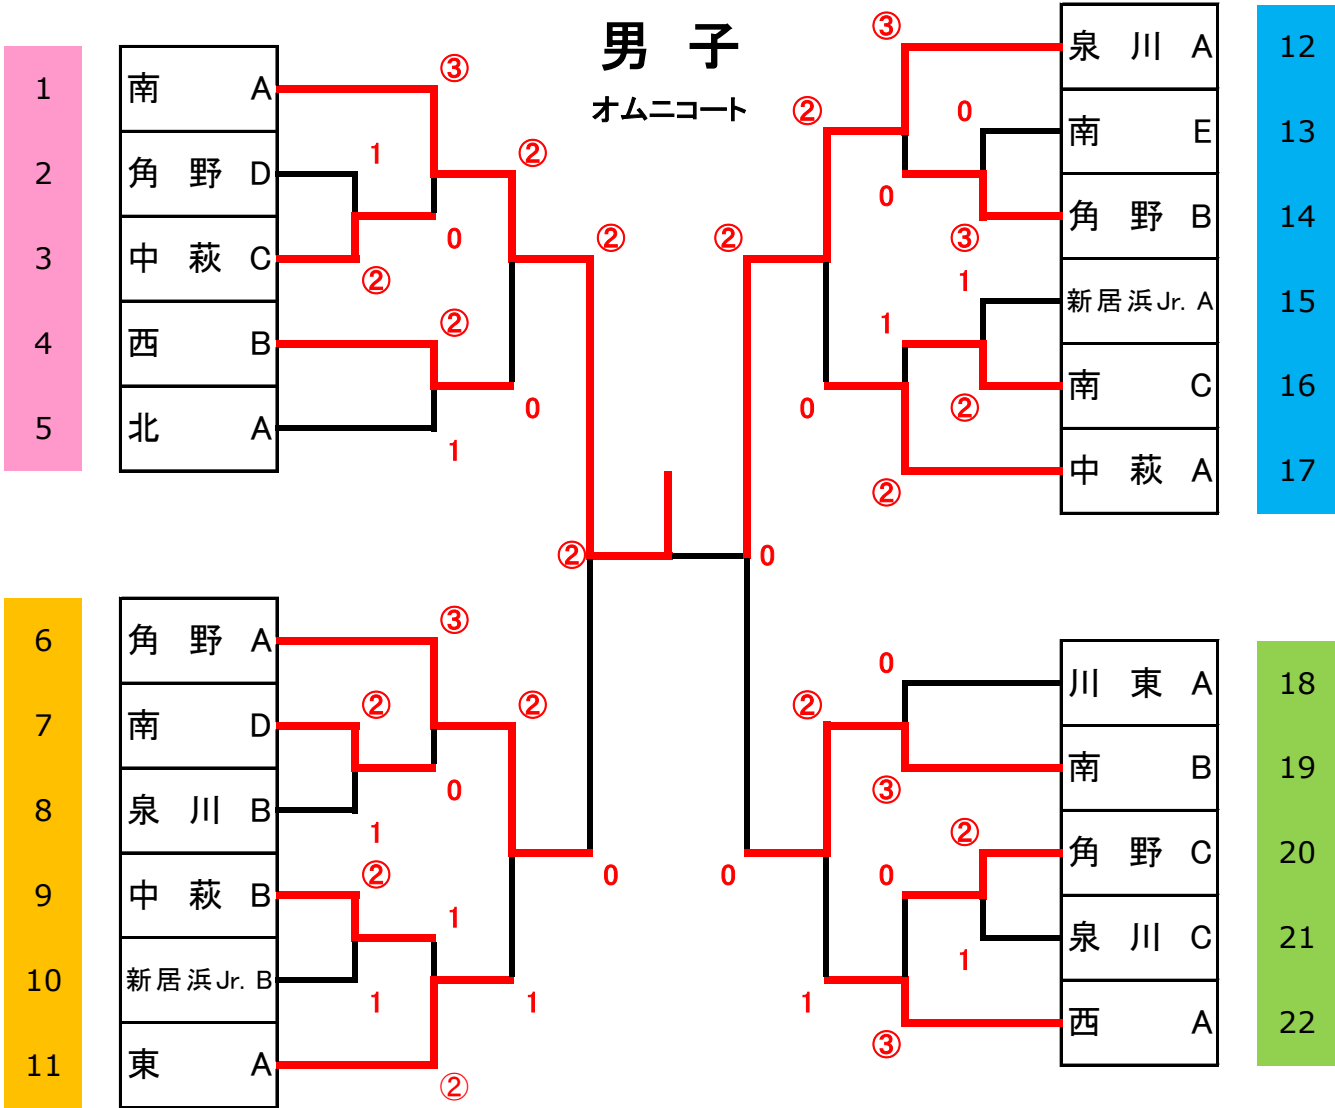 男 子
オムニコート
1 南 A ③
2 角 野 D 1 ②
3 中 萩 C ② 0 ②
4 西 B ②
5 北 A 1 0
6 角 野 A ③
7 南 D ② ②
8 泉 川 B 1 0
9 中 萩 B ② 1 0
10 新居浜Jr. B 1 1
11 東 A ②
② 0
③ 泉 川 A 12
② 0 南 E 13
② 0 ③ 角 野 B 14
1 1 新居浜Jr. A 15
0 ② 南 C 16
② 中 萩 A 17
0 川 東 A 18
② ③ 南 B 19
0 0 ② 角 野 C 20
1 1 泉 川 C 21
③ 西 A 22